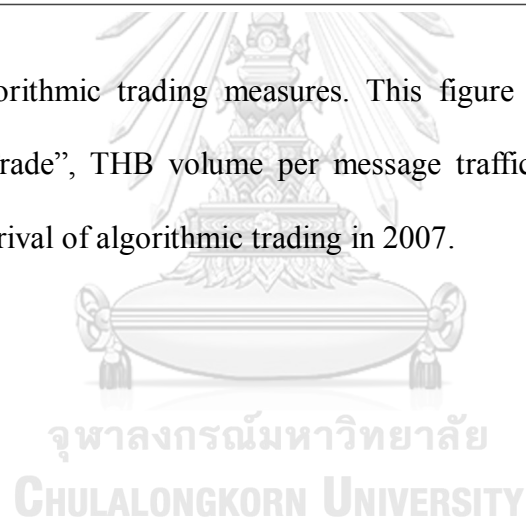 orithmic trading measures. This figure
rade”, THB volume per message traffic
rival of algorithmic trading in 2007.
จุฬาลงกรณ์มหาวิทยาลัย
CHULALONGKORN UNIVERSITY